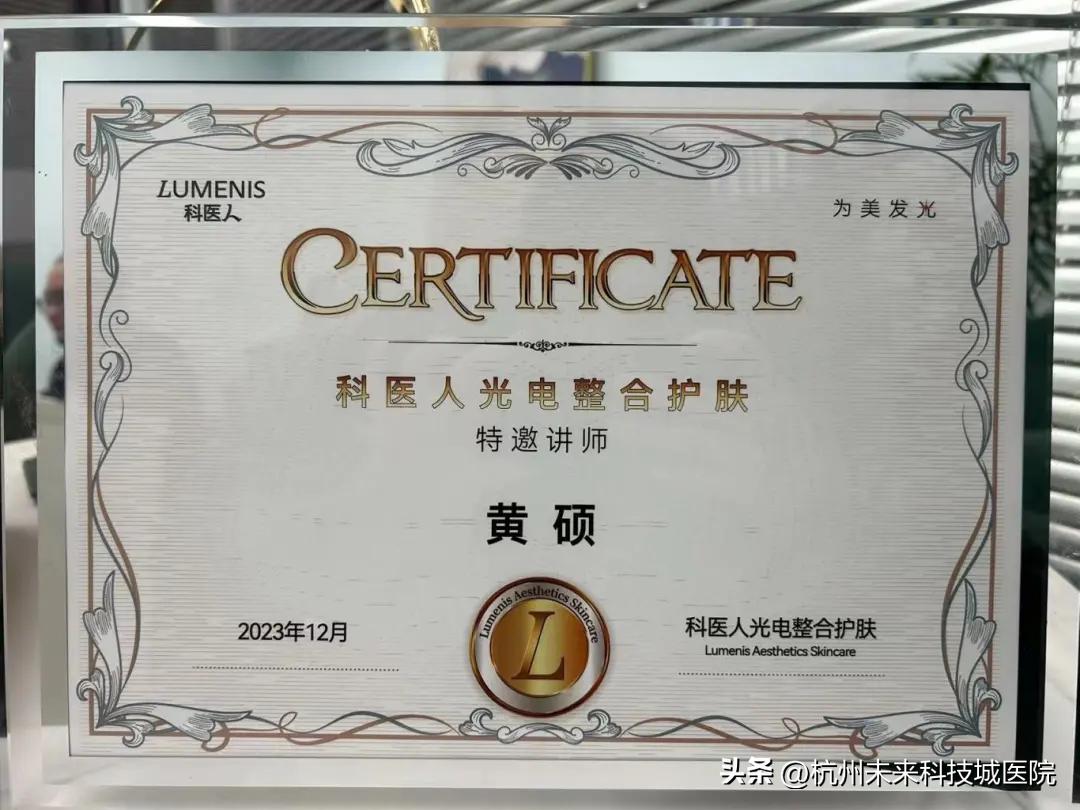 LUMENIS
科医人
为美发光
CERTIFICATE
科医人光电整合护肤
特邀讲师
黄硕
Lumenis Aesthetics Skincare
L
2023年12月
科医人光电整合护肤
Lumenis Aesthetics Skincare
头条 @杭州未来科技城医院